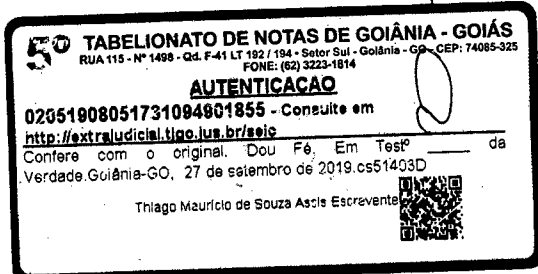 5º TABELIONATO DE NOTAS DE GOIÂNIA - GOIÁS
RUA 115 - Nº 1498 - Qd. F-41 LT 192 / 194 - Setor Sul - Goiânia - GO - CEP: 74085-325
FONE: (62) 3223-1814
AUTENTICAÇÃO
02051908051731094801855 - Consulte em
http://extrajudicial.tjgo.jus.br/selo
Confere com o original. Dou Fé. Em Testº _____ da
Verdade.Goiânia-GO, 27 de setembro de 2019.cs51403D
Thiago Maurício de Souza Assis Escrevente